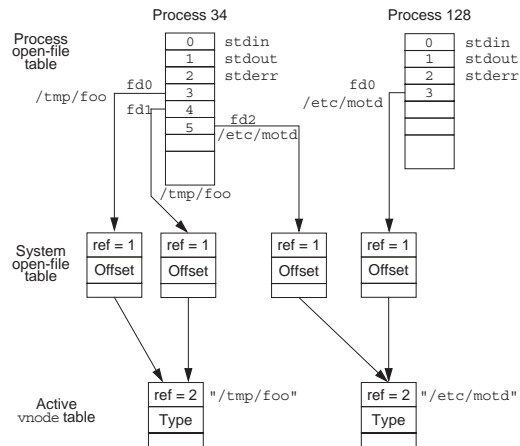 Process 34
Process 128
Process
open-file
table
0 stdin
1 stdout
2 stderr
3
4
5
fd0
/tmp/foo
fd1
fd2
/etc/motd
/tmp/foo
0 stdin
1 stdout
2 stderr
3
fd0
/etc/motd
System
open-file
table
ref = 1
Offset
ref = 1
Offset
ref = 1
Offset
ref = 1
Offset
Active
vnode table
ref = 2 "/tmp/foo"
Type
ref = 2 "/etc/motd"
Type